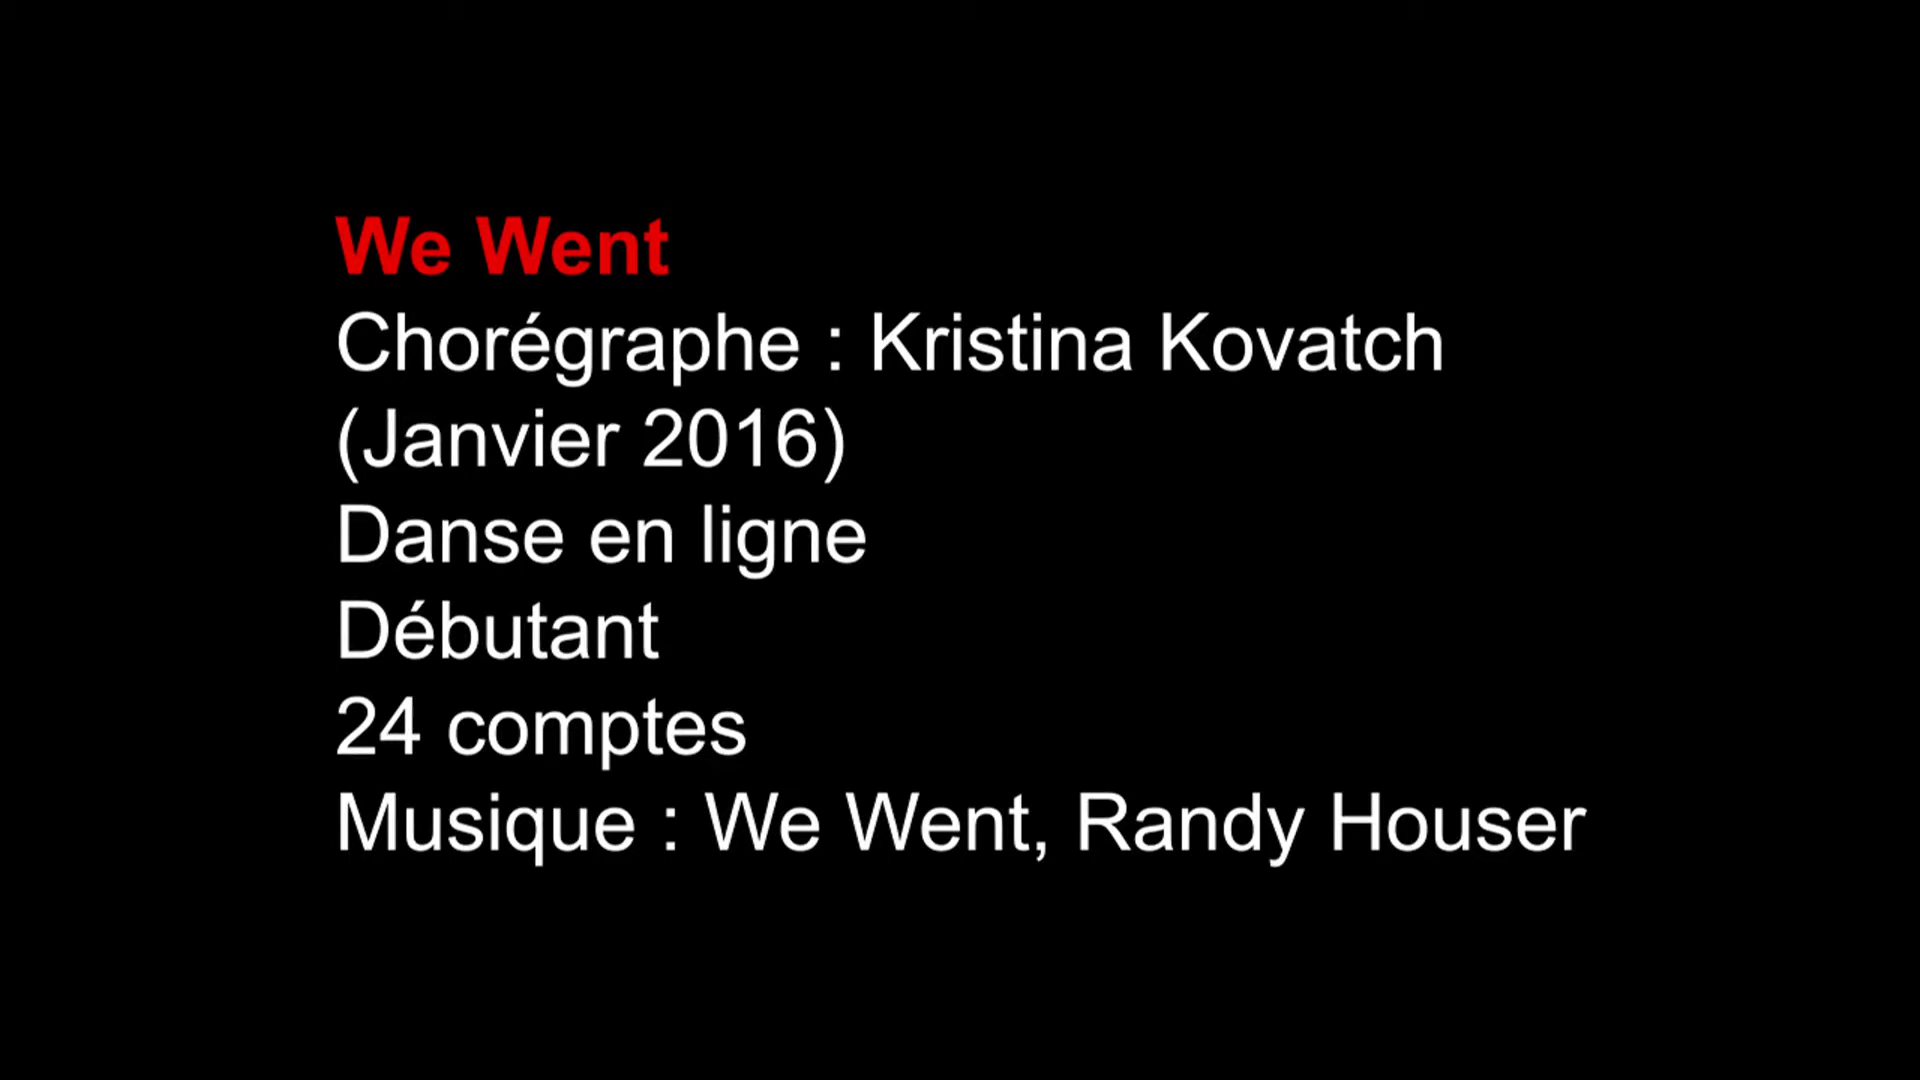 We Went
Chorégraphe : Kristina Kovatch
(Janvier 2016)
Danse en ligne
Débutant
24 comptes
Musique : We Went, Randy Houser